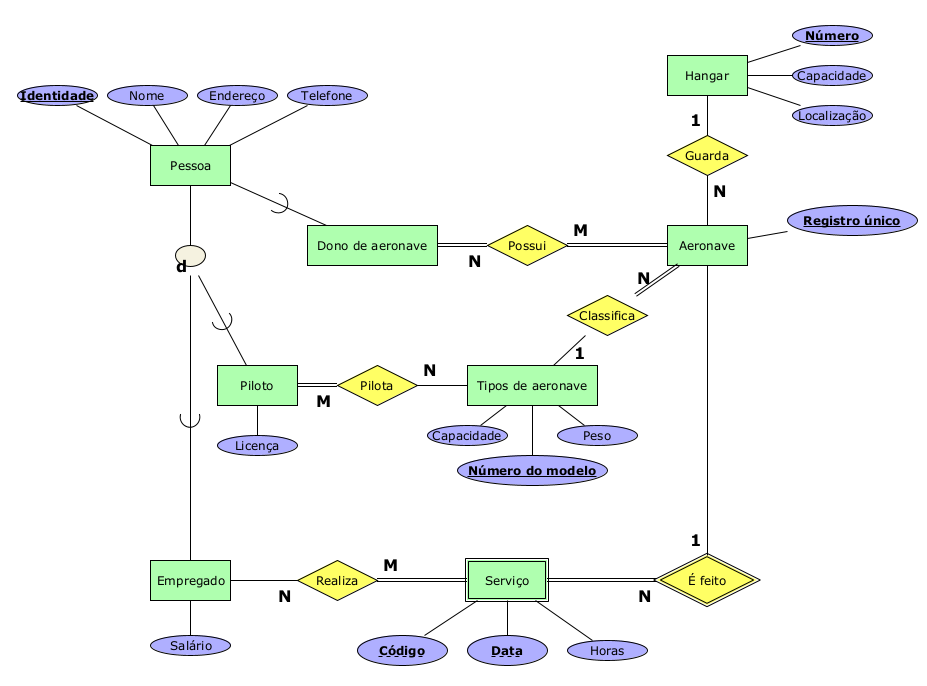 Número
Hangar
Capacidade
Localização
Identidade
Nome
Endereço
Telefone
1
Guarda
Pessoa
N
Registro único
Dono de aeronave
N
Possui
M
Aeronave
d
N
Classifica
1
Piloto
M
Pilota
N
Tipos de aeronave
Licença
Capacidade
Peso
Número do modelo
1
Empregado
N
Realiza
M
Serviço
N
É feito
Salário
Código
Data
Horas